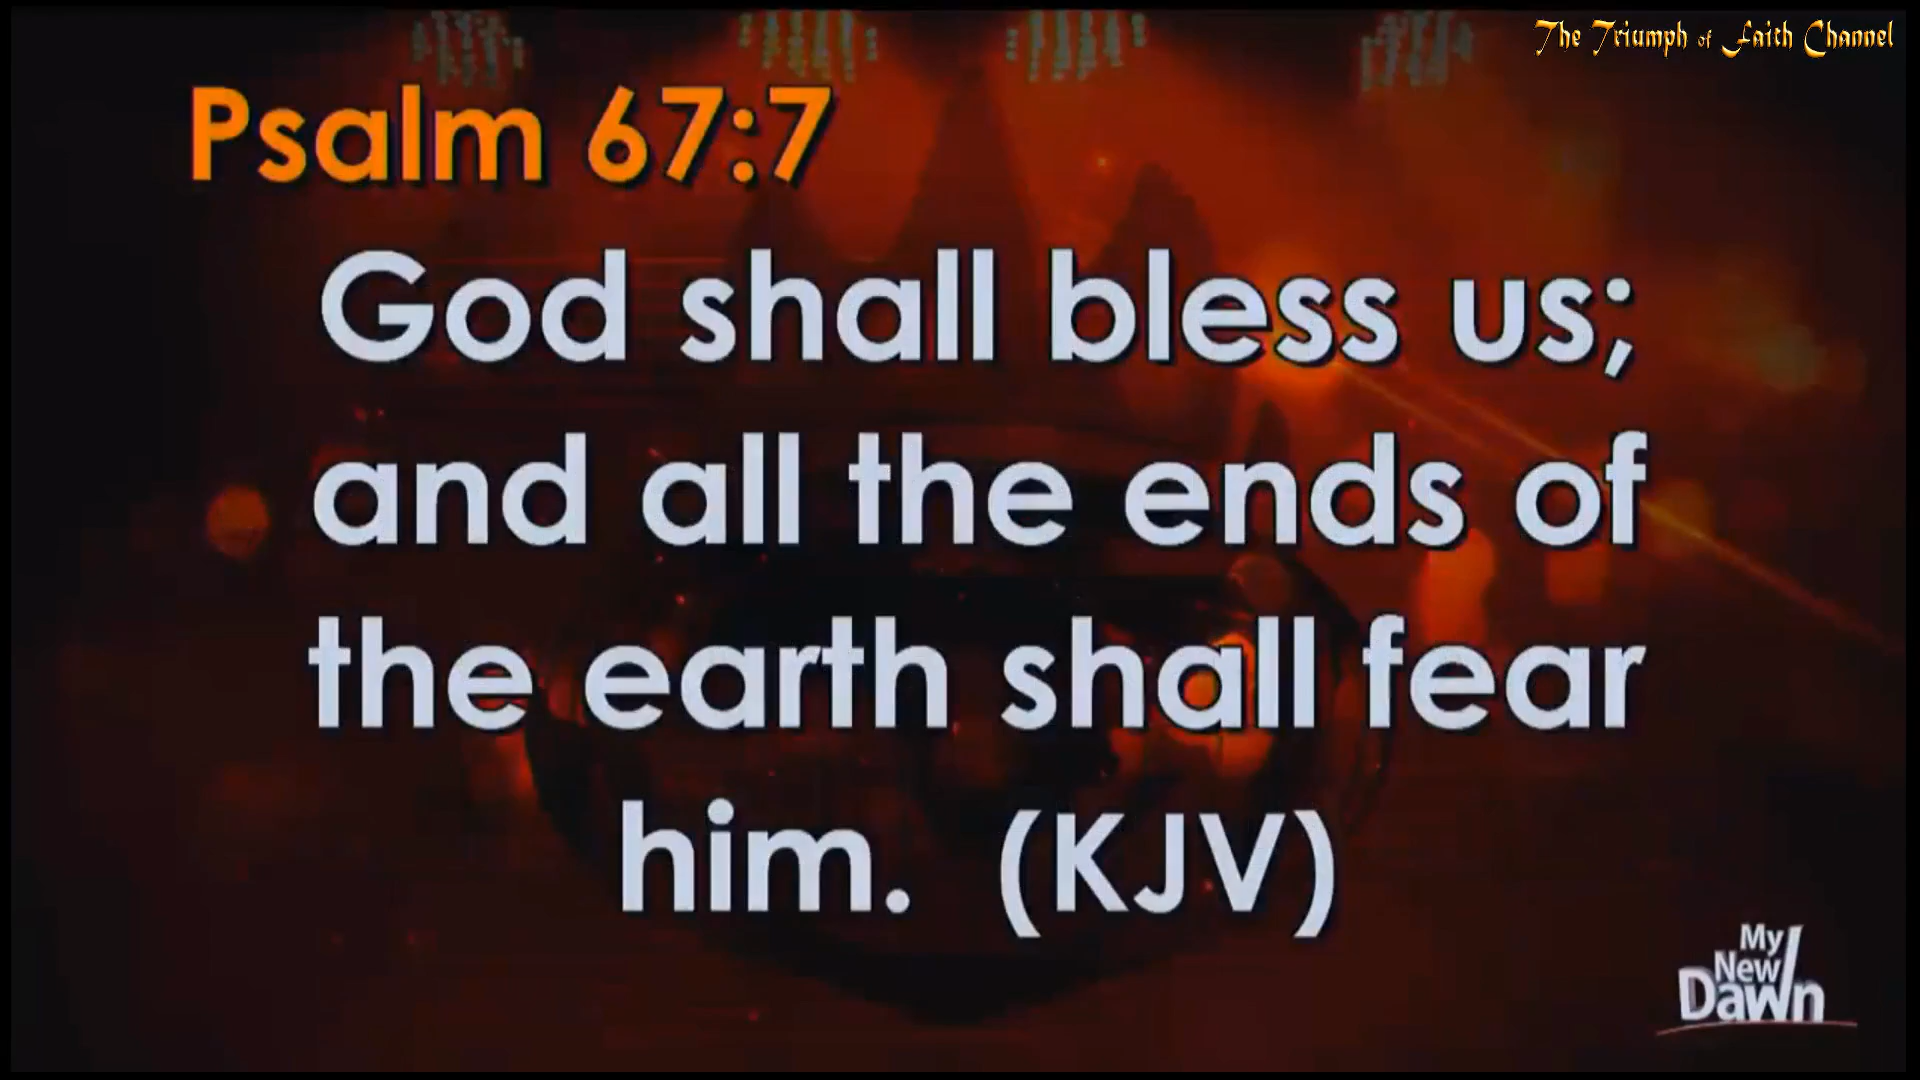 The Triumph of Faith Channel
Psalm 67:7
God shall bless us;
and all the ends of
the earth shall fear
him. (KJV)
My
New
Dawn